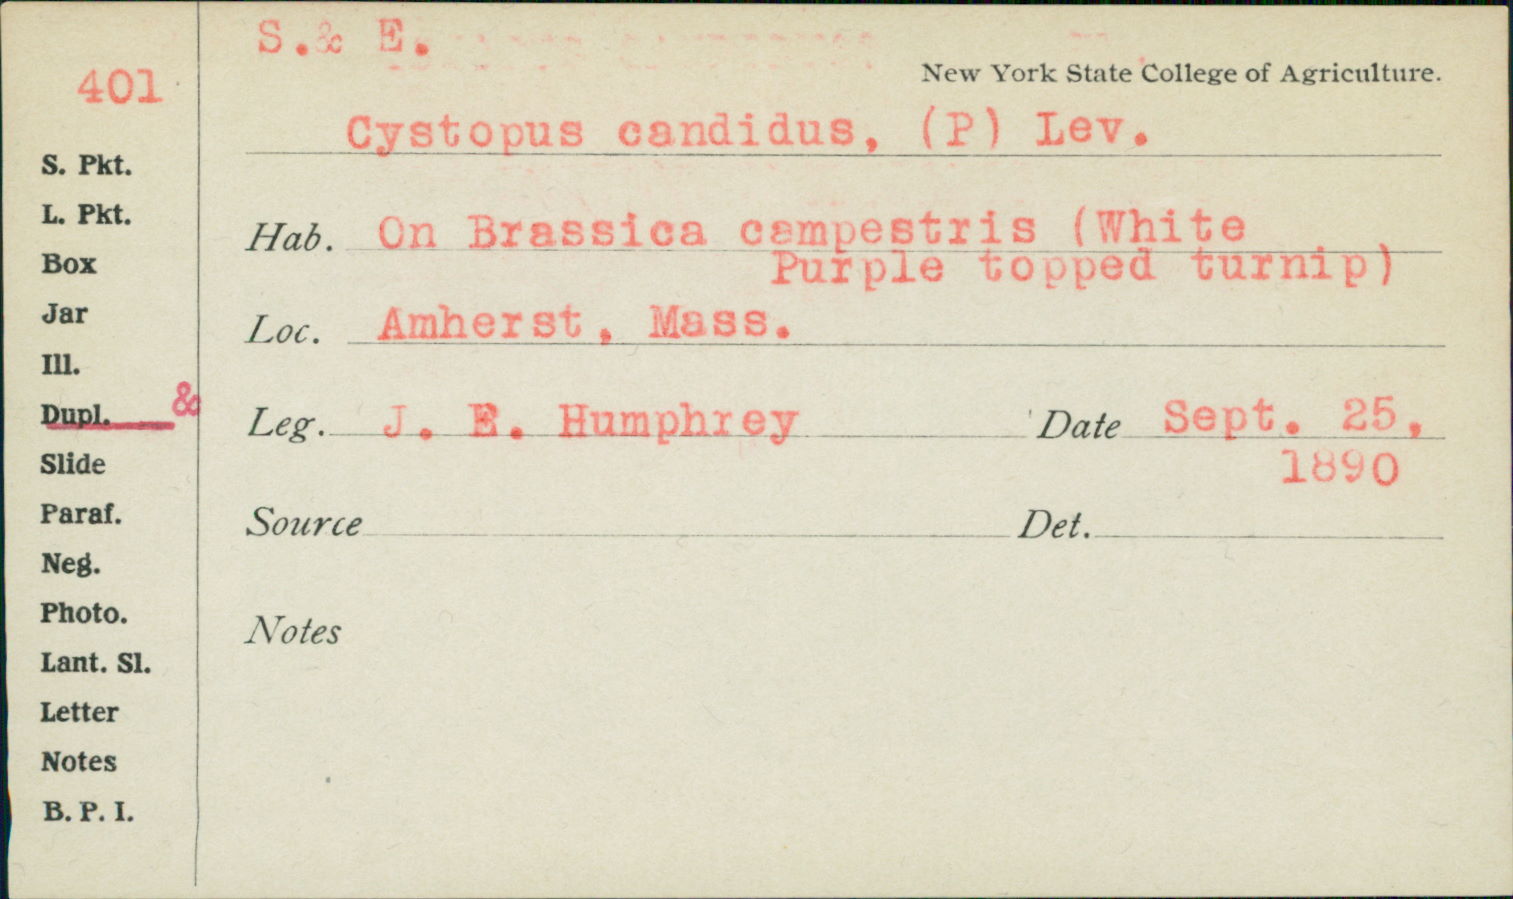 S.& E.
401
New York State College of Agriculture.
Cystopus candidus, (P) Lev.
S. Pkt.
L. Pkt.
Hab. On Brassica campestris (White
Box
Purple topped turnip)
Jar
Loc. Amherst, Mass.
Ill.
Dupl. &
Leg. J. E. Humphrey Date Sept. 25,
1890
Slide
Paraf.
Source Det.
Neg.
Photo.
Notes
Lant. Sl.
Letter
Notes
B. P. I.